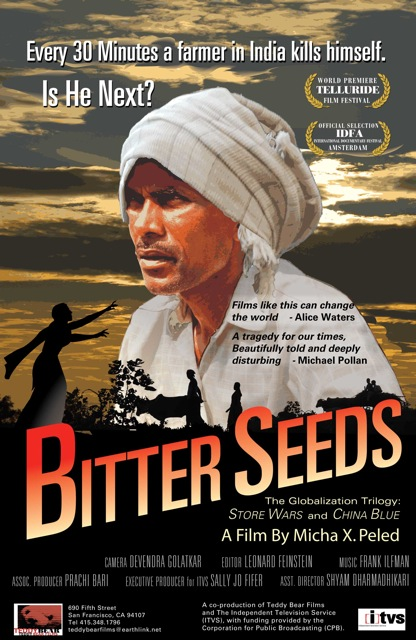 Every 30 Minutes a farmer in India kills himself.
Is He Next?
WORLD PREMIERE
TELLURIDE
FILM FESTIVAL
OFFICIAL SELECTION
IDFA
INTERNATIONAL DOCUMENTARY FESTIVAL
AMSTERDAM
Films like this can change
the world - Alice Waters
A tragedy for our times,
Beautifully told and deeply
disturbing - Michael Pollan
BITTER SEEDS
The Globalization Trilogy:
STORE WARS and CHINA BLUE
A Film By Micha X. Peled
CAMERA DEVENDRA GOLATKAR EDITOR LEONARD FEINSTEIN MUSIC FRANK ILFMAN
ASSOC. PRODUCER PRACHI BARI EXECUTIVE PRODUCER for ITVS SALLY JO FIFER ASST. DIRECTOR SHYAM DHARMADHIKARI
TEDDY BEAR
690 Fifth Street
San Francisco, CA 94107
Tel 415.348.1796
teddybearfilms@earthlink.net
A co-production of Teddy Bear Films
and The Independent Television Service
(ITVS), with funding provided by the
Corporation for Public Broadcasting (CPB).
itvs